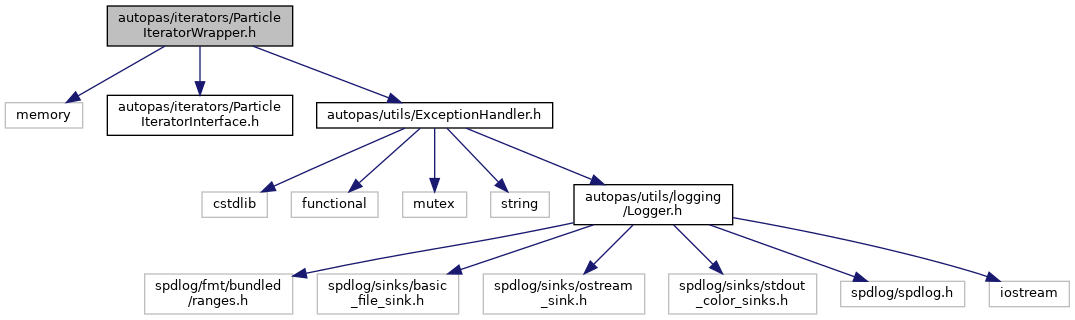 autopas/iterators/Particle
IteratorWrapper.h
memory
autopas/iterators/Particle
IteratorInterface.h
autopas/utils/ExceptionHandler.h
cstdlib
functional
mutex
string
autopas/utils/logging
/Logger.h
spdlog/fmt/bundled
/ranges.h
spdlog/sinks/basic
_file_sink.h
spdlog/sinks/ostream
_sink.h
spdlog/sinks/stdout
_color_sinks.h
spdlog/spdlog.h
iostream